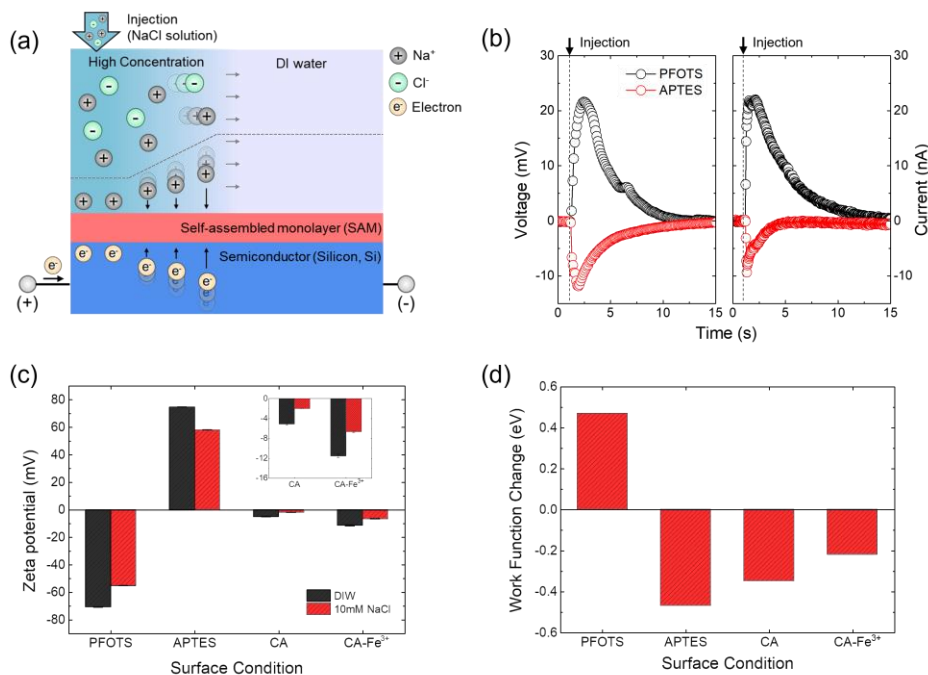 (a)
Injection
(NaCl solution)
High Concentration
DI water
Na⁺
Cl⁻
e⁻ Electron
+
-
Self-assembled monolayer (SAM)
Semiconductor (Silicon, Si)
e⁻
e⁻ e⁻ e⁻ e⁻ e⁻
(+)
(-)
(b)
Injection
Injection
PFOTS
APTES
Voltage (mV)
30
20
10
0
-10
Current (nA)
30
20
10
0
-10
0 5 10 15
0 5 10 15
Time (s)
(c)
Zeta potential (mV)
80
60
40
20
0
-20
-40
-60
-80
0
-4
-8
-12
-16
CA CA-Fe³⁺
DIW
10mM NaCl
PFOTS APTES CA CA-Fe³⁺
Surface Condition
(d)
Work Function Change (eV)
0.6
0.4
0.2
0.0
-0.2
-0.4
-0.6
PFOTS APTES CA CA-Fe³⁺
Surface Condition